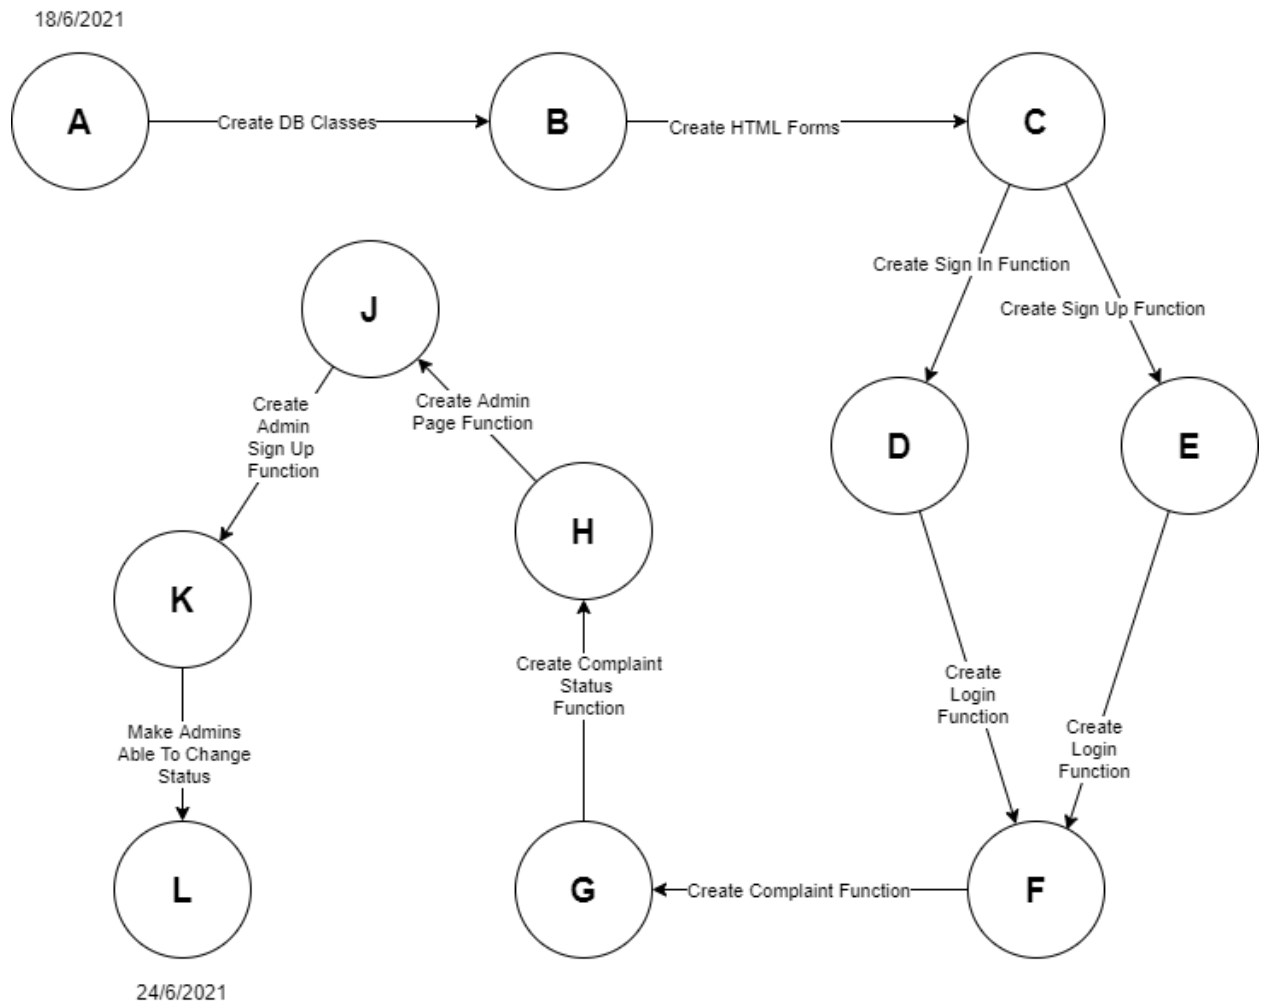 18/6/2021
A
Create DB Classes
B
Create HTML Forms
C
Create Sign In Function
Create Sign Up Function
J
Create
Admin
Sign Up
Function
Create Admin
Page Function
D
E
H
K
Create Complaint
Status
Function
Create
Login
Function
Create
Login
Function
Make Admins
Able To Change
Status
L
G
Create Complaint Function
F
24/6/2021